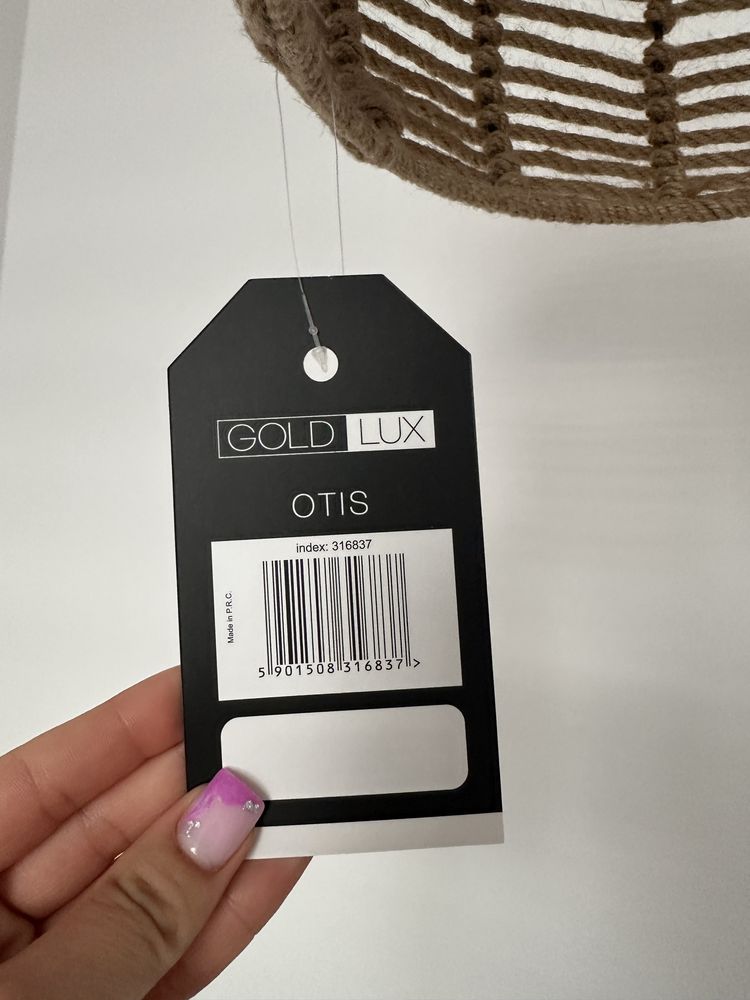 GOLD LUX
OTIS
index: 316837
Made in P.R.C.
5 901508 316837 >